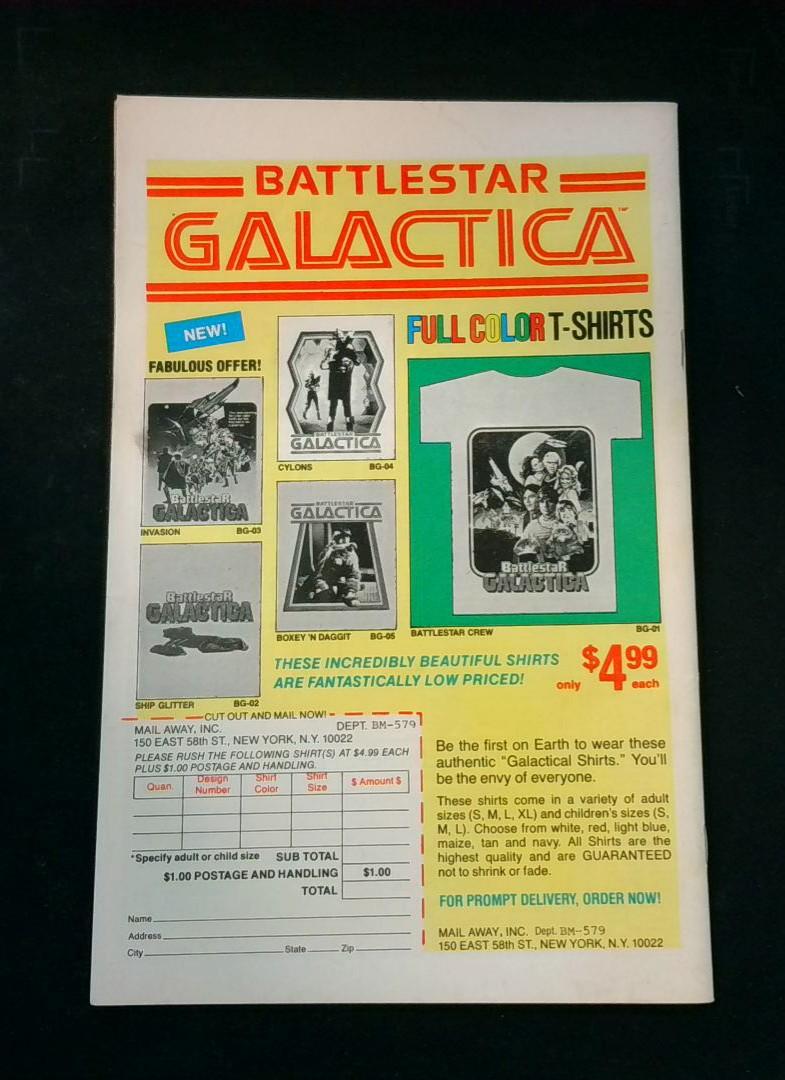 BATTLESTAR
GALACTICA™
NEW!
FABULOUS OFFER!
FULL COLOR T-SHIRTS
BATTLESTAR
GALACTICA
CYLONS BG-04
BattlestaR
GALACTICA
INVASION BG-03
BATTLESTAR
GALACTICA
BOXEY 'N DAGGIT BG-05
BattlestaR
GALACTICA
BATTLESTAR CREW BG-01
BattlestaR
GALACTICA
SHIP GLITTER BG-02
THESE INCREDIBLY BEAUTIFUL SHIRTS
ARE FANTASTICALLY LOW PRICED!
only $4.99 each
CUT OUT AND MAIL NOW!
MAIL AWAY, INC. DEPT. BM-579
150 EAST 58th ST., NEW YORK, N.Y. 10022
PLEASE RUSH THE FOLLOWING SHIRT(S) AT $4.99 EACH
PLUS $1.00 POSTAGE AND HANDLING.
Quan. Design Number Shirt Color Shirt Size $ Amount $
*Specify adult or child size SUB TOTAL
$1.00 POSTAGE AND HANDLING $1.00
TOTAL
Name
Address
City State Zip
Be the first on Earth to wear these
authentic "Galactical Shirts." You'll
be the envy of everyone.
These shirts come in a variety of adult
sizes (S, M, L, XL) and children's sizes (S,
M, L). Choose from white, red, light blue,
maize, tan and navy. All Shirts are the
highest quality and are GUARANTEED
not to shrink or fade.
FOR PROMPT DELIVERY, ORDER NOW!
MAIL AWAY, INC. Dept. BM-579
150 EAST 58th ST., NEW YORK, N.Y. 10022